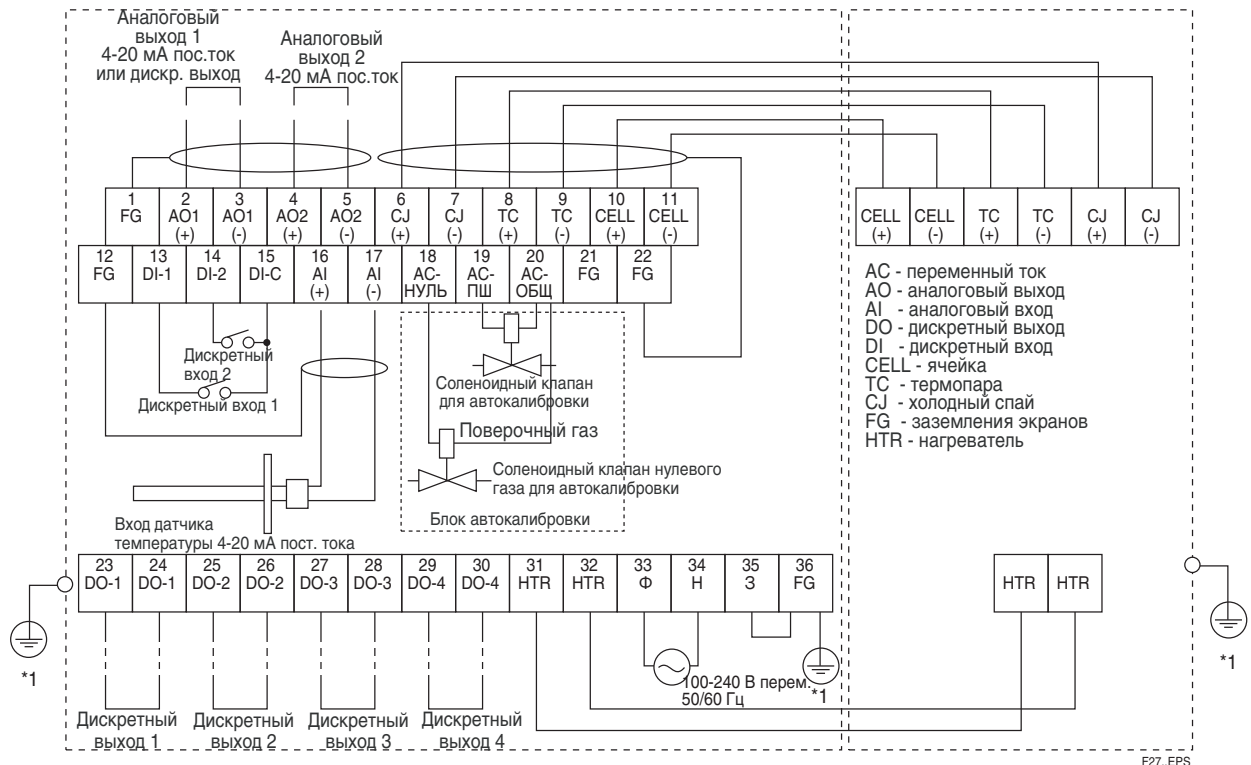 Аналоговый
выход 1
4-20 мА пос.ток
или дискр. выход
Аналоговый
выход 2
4-20 мА пос.ток
1 2 3 4 5 6 7 8 9 10 11
FG AO1 AO1 AO2 AO2 CJ CJ TC TC CELL CELL
(+) (-) (+) (-) (+) (-) (+) (-) (+) (-)
12 13 14 15 16 17 18 19 20 21 22
FG DI-1 DI-2 DI-C AI AI АС- АС- АС- FG FG
(+) (-) НУЛЬ ПШ ОБЩ
CELL CELL TC TC CJ CJ
(+) (-) (+) (-) (+) (-)
AC - переменный ток
AO - аналоговый выход
AI - аналоговый вход
DO - дискретный выход
DI - дискретный вход
CELL - ячейка
TC - термопара
CJ - холодный спай
FG - заземления экранов
HTR - нагреватель
Дискретный
вход 2
Дискретный вход 1
Соленоидный клапан
для автокалибровки
Поверочный газ
Соленоидный клапан нулевого
газа для автокалибровки
Блок автокалибровки
Вход датчика
температуры 4-20 мА пост. тока
23 24 25 26 27 28 29 30 31 32 33 34 35 36
DO-1 DO-1 DO-2 DO-2 DO-3 DO-3 DO-4 DO-4 HTR HTR Ф Н З FG
HTR HTR
*1
*1
100-240 В перем.
50/60 Гц
*1
Дискретный
выход 1
Дискретный
выход 2
Дискретный
выход 3
Дискретный
выход 4
F27..EPS